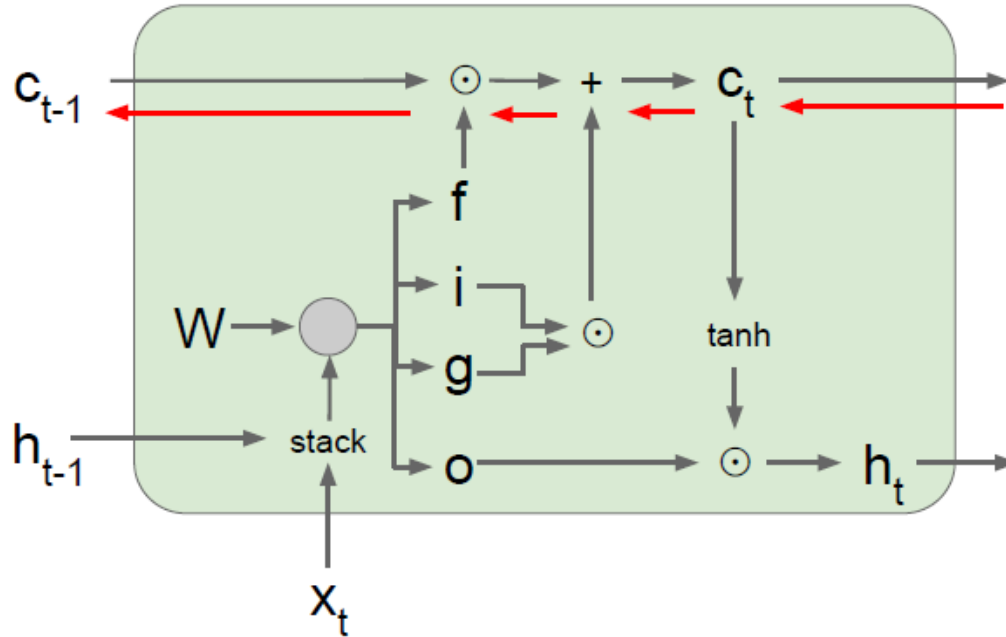 c_{t-1} ⊙ + c_t
f
i
W ⊙ tanh
g
h_{t-1} stack o ⊙ h_t
x_t